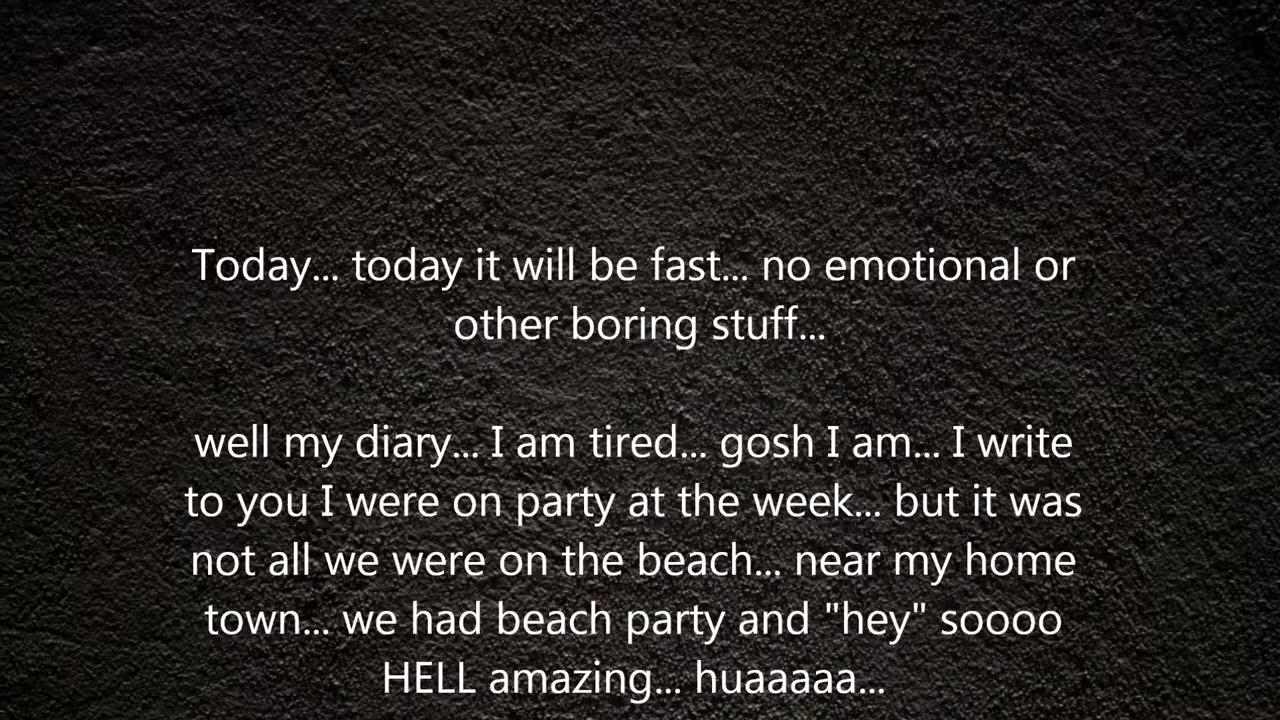 Today... today it will be fast... no emotional or
other boring stuff...
well my diary... I am tired... gosh I am... I write
to you I were on party at the week... but it was
not all we were on the beach... near my home
town... we had beach party and "hey" soooo
HELL amazing... huaaaaa...